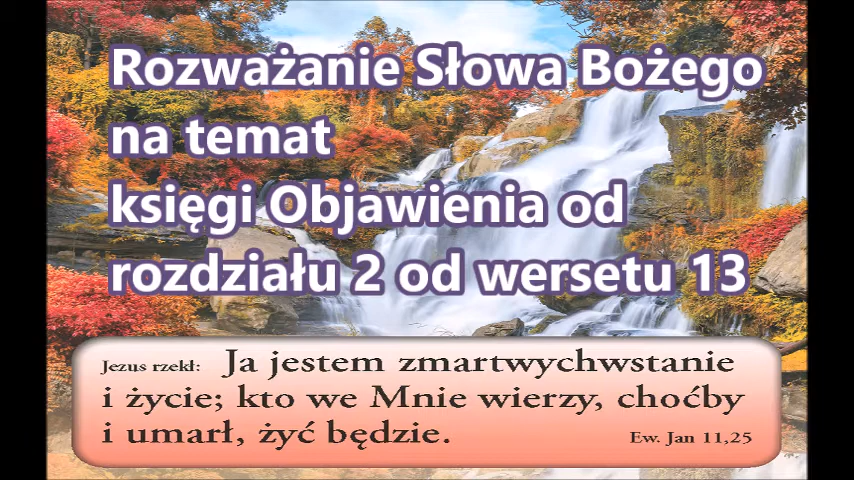 Rozważanie Słowa Bożego
na temat
księgi Objawienia od
rozdziału 2 od wersetu 13
Jezus rzekł: Ja jestem zmartwychwstanie
i życie; kto we Mnie wierzy, choćby
i umarł, żyć będzie. Ew. Jan 11,25